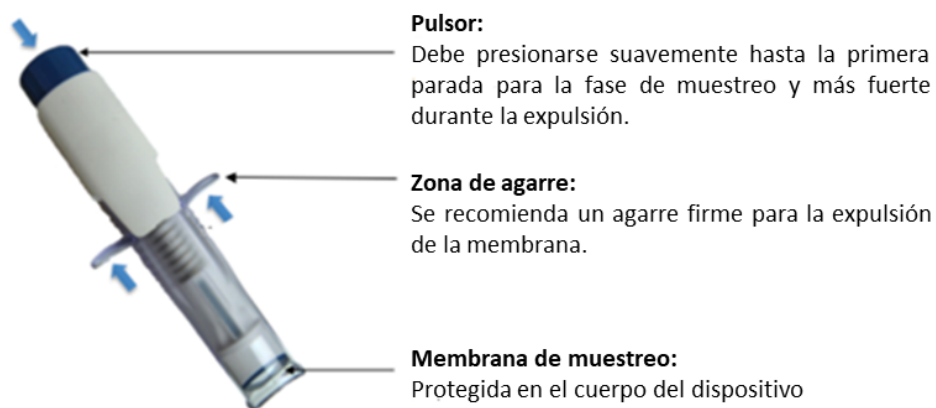 Pulsor:
Debe presionarse suavemente hasta la primera
parada para la fase de muestreo y más fuerte
durante la expulsión.
Zona de agarre:
Se recomienda un agarre firme para la expulsión
de la membrana.
Membrana de muestreo:
Protegida en el cuerpo del dispositivo